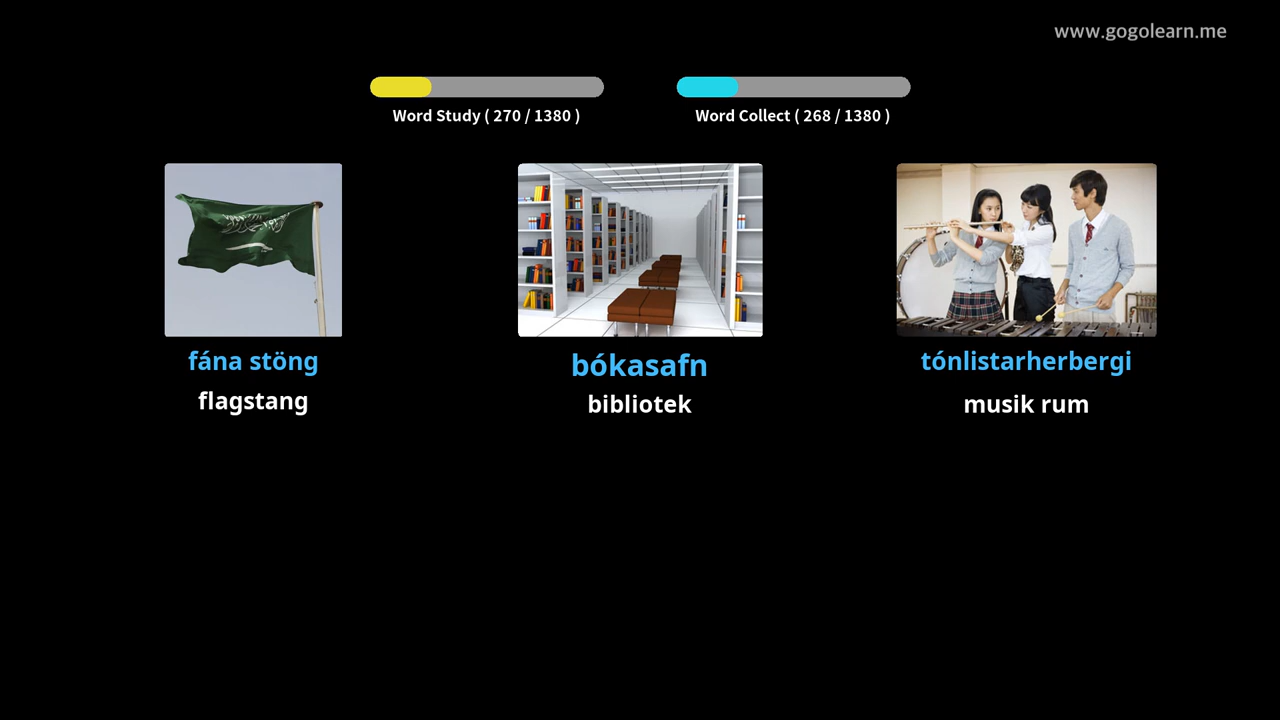 www.gogolearn.me
Word Study ( 270 / 1380 )
Word Collect ( 268 / 1380 )
fána stöng
bókasafn
tónlistarherbergi
flagstang
bibliotek
musik rum